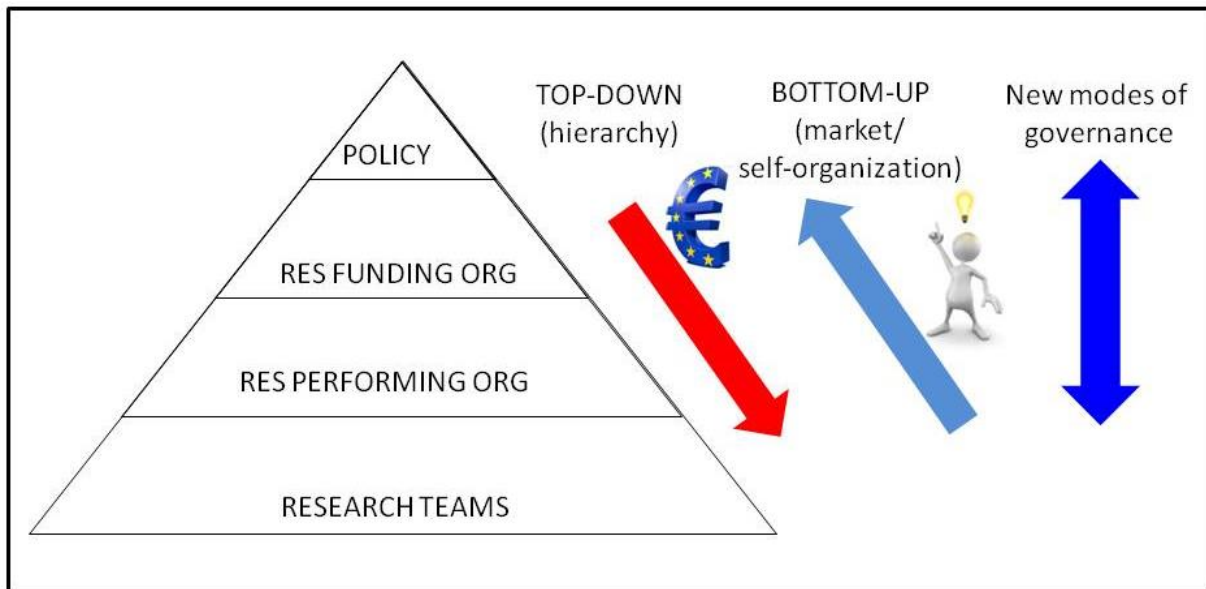 POLICY
RES FUNDING ORG
RES PERFORMING ORG
RESEARCH TEAMS
TOP-DOWN
(hierarchy)
BOTTOM-UP
(market/
self-organization)
New modes of
governance